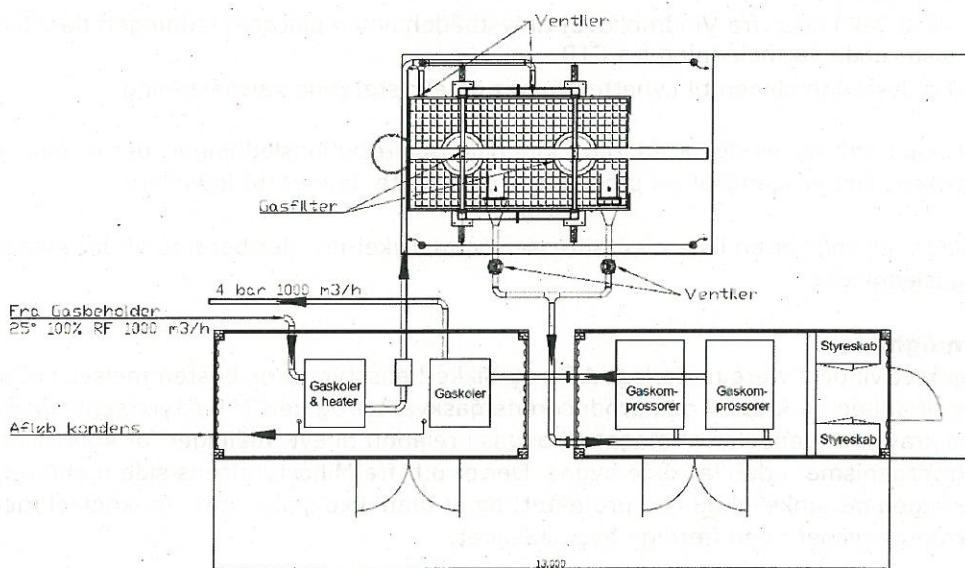 Ventiler
Gasfilter
Ventiler
4 bar 1000 m3/h
Fra Gasbeholder
25° 100% RF 1000 m3/h
Gaskøler
& heater
Gaskøler
Gaskom-
prossorer
Gaskom-
prossorer
Styreskab
Styreskab
Afløb kondens
13,000